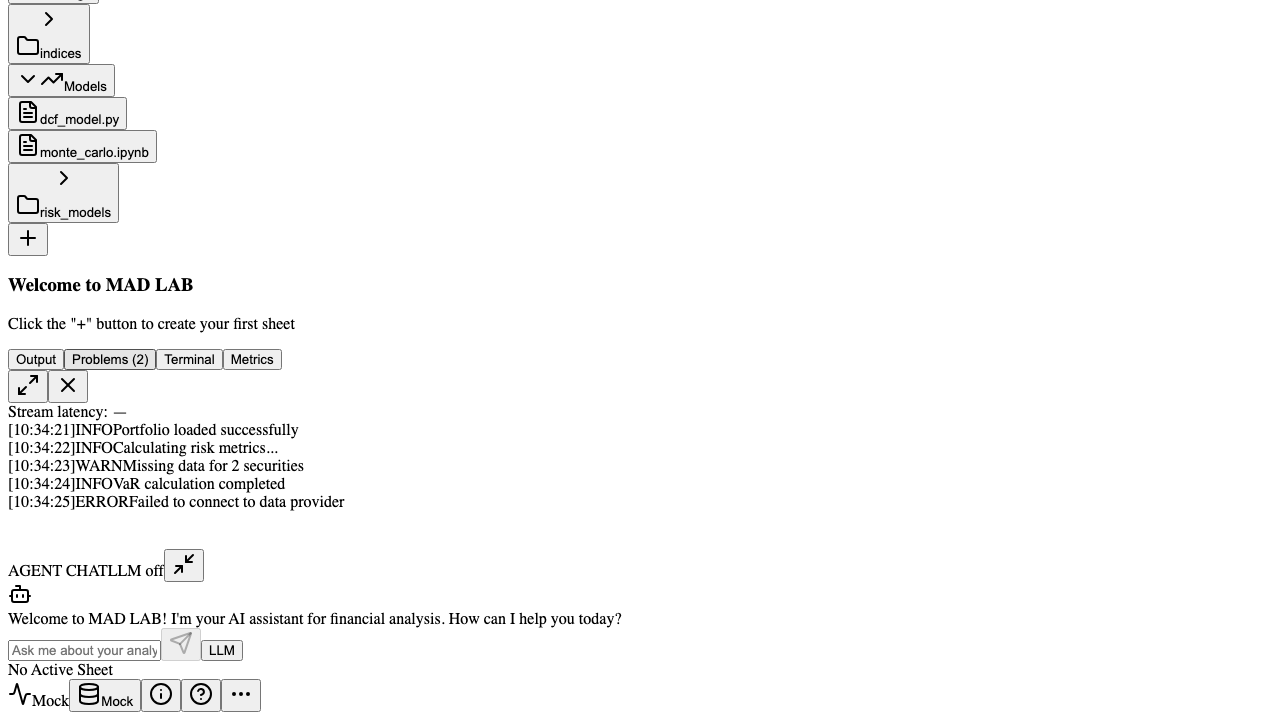 indices
Models
dcf_model.py
monte_carlo.ipynb
risk_models
Welcome to MAD LAB
Click the "+" button to create your first sheet
Output Problems (2) Terminal Metrics
Stream latency: —
[10:34:21]INFOPortfolio loaded successfully
[10:34:22]INFOCalculating risk metrics...
[10:34:23]WARNMissing data for 2 securities
[10:34:24]INFOVaR calculation completed
[10:34:25]ERRORFailed to connect to data provider
AGENT CHATLLM off
Welcome to MAD LAB! I'm your AI assistant for financial analysis. How can I help you today?
Ask me about your analy LLM
No Active Sheet
Mock Mock